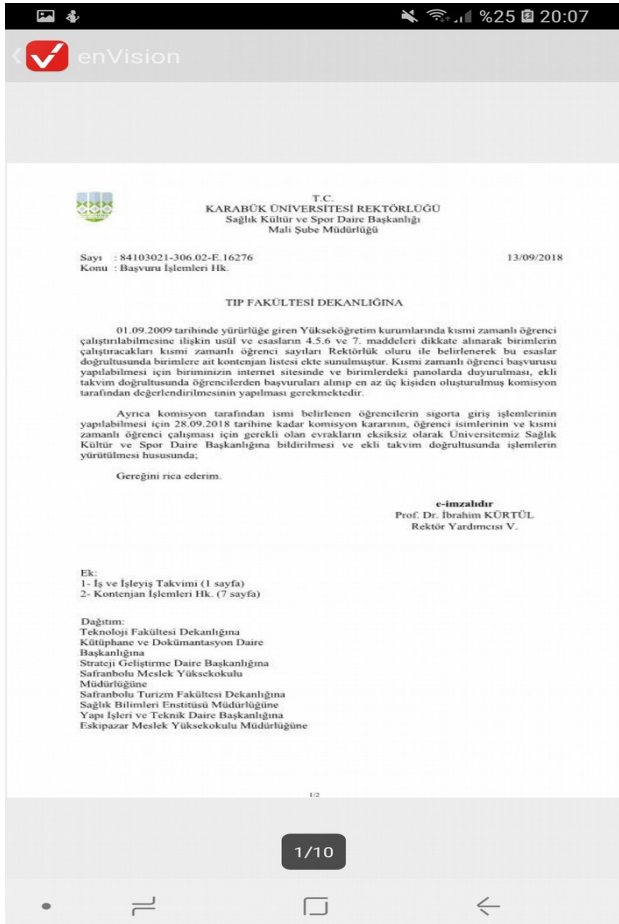 %25 20:07
enVision
T.C.
KARABÜK ÜNİVERSİTESİ REKTÖRLÜĞÜ
Sağlık Kültür ve Spor Daire Başkanlığı
Mali Şube Müdürlüğü
Sayı : 84103021-306.02-E.16276 13/09/2018
Konu : Başvuru İşlemleri Hk.
TIP FAKÜLTESİ DEKANLIĞINA
01.09.2009 tarihinde yürürlüğe giren Yükseköğretim kurumlarında kısmi zamanlı öğrenci
çalıştırılabilmesine ilişkin usül ve esasların 4.5.6 ve 7. maddeleri dikkate alınarak birimlerin
çalıştıracakları kısmi zamanlı öğrenci sayıları Rektörlük oluru ile belirlenerek bu esaslar
doğrultusunda birimlere ait kontenjan listesi ekte sunulmuştur. Kısmi zamanlı öğrenci başvurusu
yapılabilmesi için biriminizin internet sitesinde ve birimlerdeki panolarda duyurulması, ekli
takvim doğrultusunda öğrencilerden başvuruları alınıp en az üç kişiden oluşturulmuş komisyon
tarafından değerlendirilmesinin yapılması gerekmektedir.
Ayrıca komisyon tarafından ismi belirlenen öğrencilerin sigorta giriş işlemlerinin
yapılabilmesi için 28.09.2018 tarihine kadar komisyon kararının, öğrenci isimlerinin ve kısmi
zamanlı öğrenci çalışması için gerekli olan evrakların eksiksiz olarak Üniversitemiz Sağlık
Kültür ve Spor Daire Başkanlığına bildirilmesi ve ekli takvim doğrultusunda işlemlerin
yürütülmesi hususunda;
Gereğini rica ederim.
e-imzalıdır
Prof. Dr. İbrahim KÜRTÜL
Rektör Yardımcısı V.
Ek:
1- İş ve İşleyiş Takvimi (1 sayfa)
2- Kontenjan İşlemleri Hk. (7 sayfa)
Dağıtım:
Teknoloji Fakültesi Dekanlığına
Kütüphane ve Dokümantasyon Daire
Başkanlığına
Strateji Geliştirme Daire Başkanlığına
Safranbolu Meslek Yüksekokulu
Müdürlüğüne
Safranbolu Turizm Fakültesi Dekanlığına
Sağlık Bilimleri Enstitüsü Müdürlüğüne
Yapı İşleri ve Teknik Daire Başkanlığına
Eskipazar Meslek Yüksekokulu Müdürlüğüne
1/2
1/10